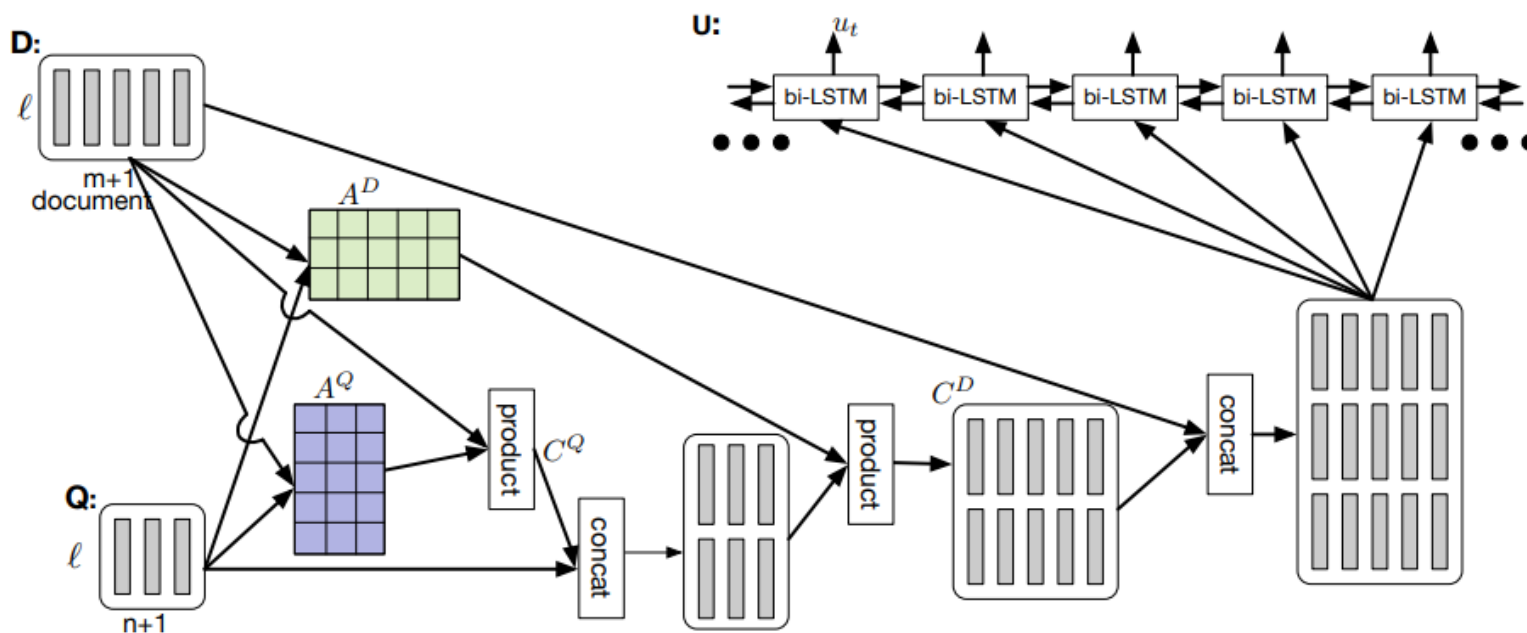 D:
ℓ
m+1
document
U:
u_t
bi-LSTM
bi-LSTM
bi-LSTM
bi-LSTM
bi-LSTM
A^D
A^Q
product
C^Q
Q:
ℓ
n+1
concat
product
C^D
concat